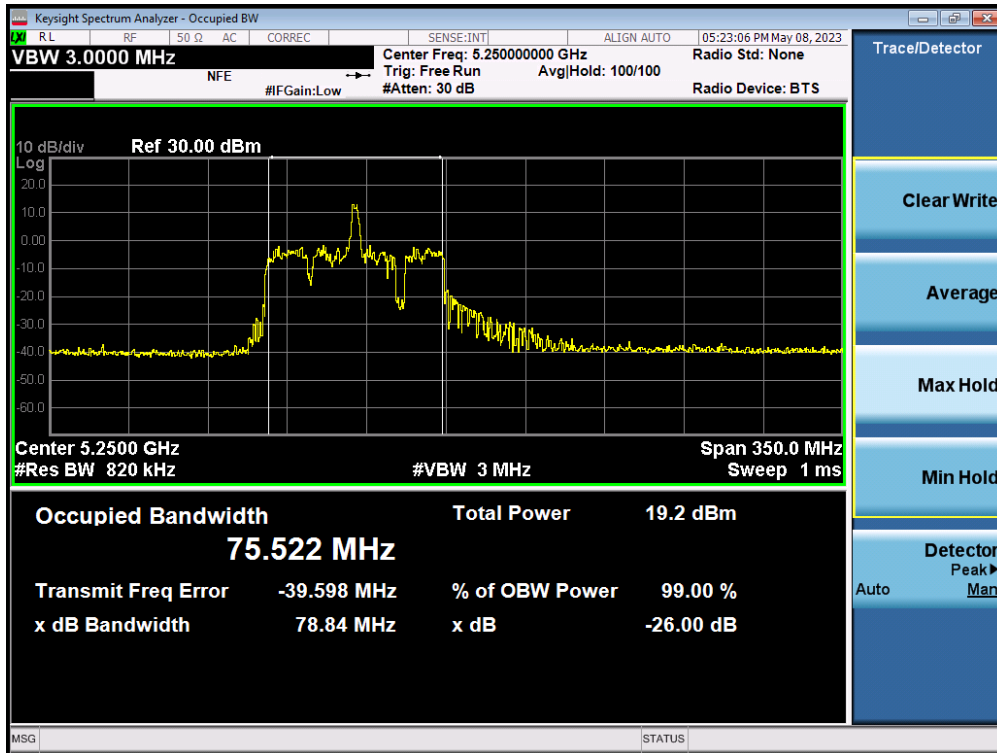 Keysight Spectrum Analyzer - Occupied BW
LXI RL RF 50 Ω AC CORREC SENSE:INT ALIGN AUTO 05:23:06 PM May 08, 2023
VBW 3.0000 MHz
Center Freq: 5.250000000 GHz
Radio Std: None
NFE
Trig: Free Run
Avg|Hold: 100/100
#IFGain:Low
#Atten: 30 dB
Radio Device: BTS
10 dB/div
Ref 30.00 dBm
Log
20.0
10.0
0.00
-10.0
-20.0
-30.0
-40.0
-50.0
-60.0
Center 5.2500 GHz
Span 350.0 MHz
#Res BW 820 kHz
#VBW 3 MHz
Sweep 1 ms
Occupied Bandwidth
Total Power 19.2 dBm
75.522 MHz
Transmit Freq Error -39.598 MHz
% of OBW Power 99.00 %
x dB Bandwidth 78.84 MHz
x dB -26.00 dB
MSG
STATUS
Trace/Detector
Clear Write
Average
Max Hold
Min Hold
Detector
Peak▶
Auto Man